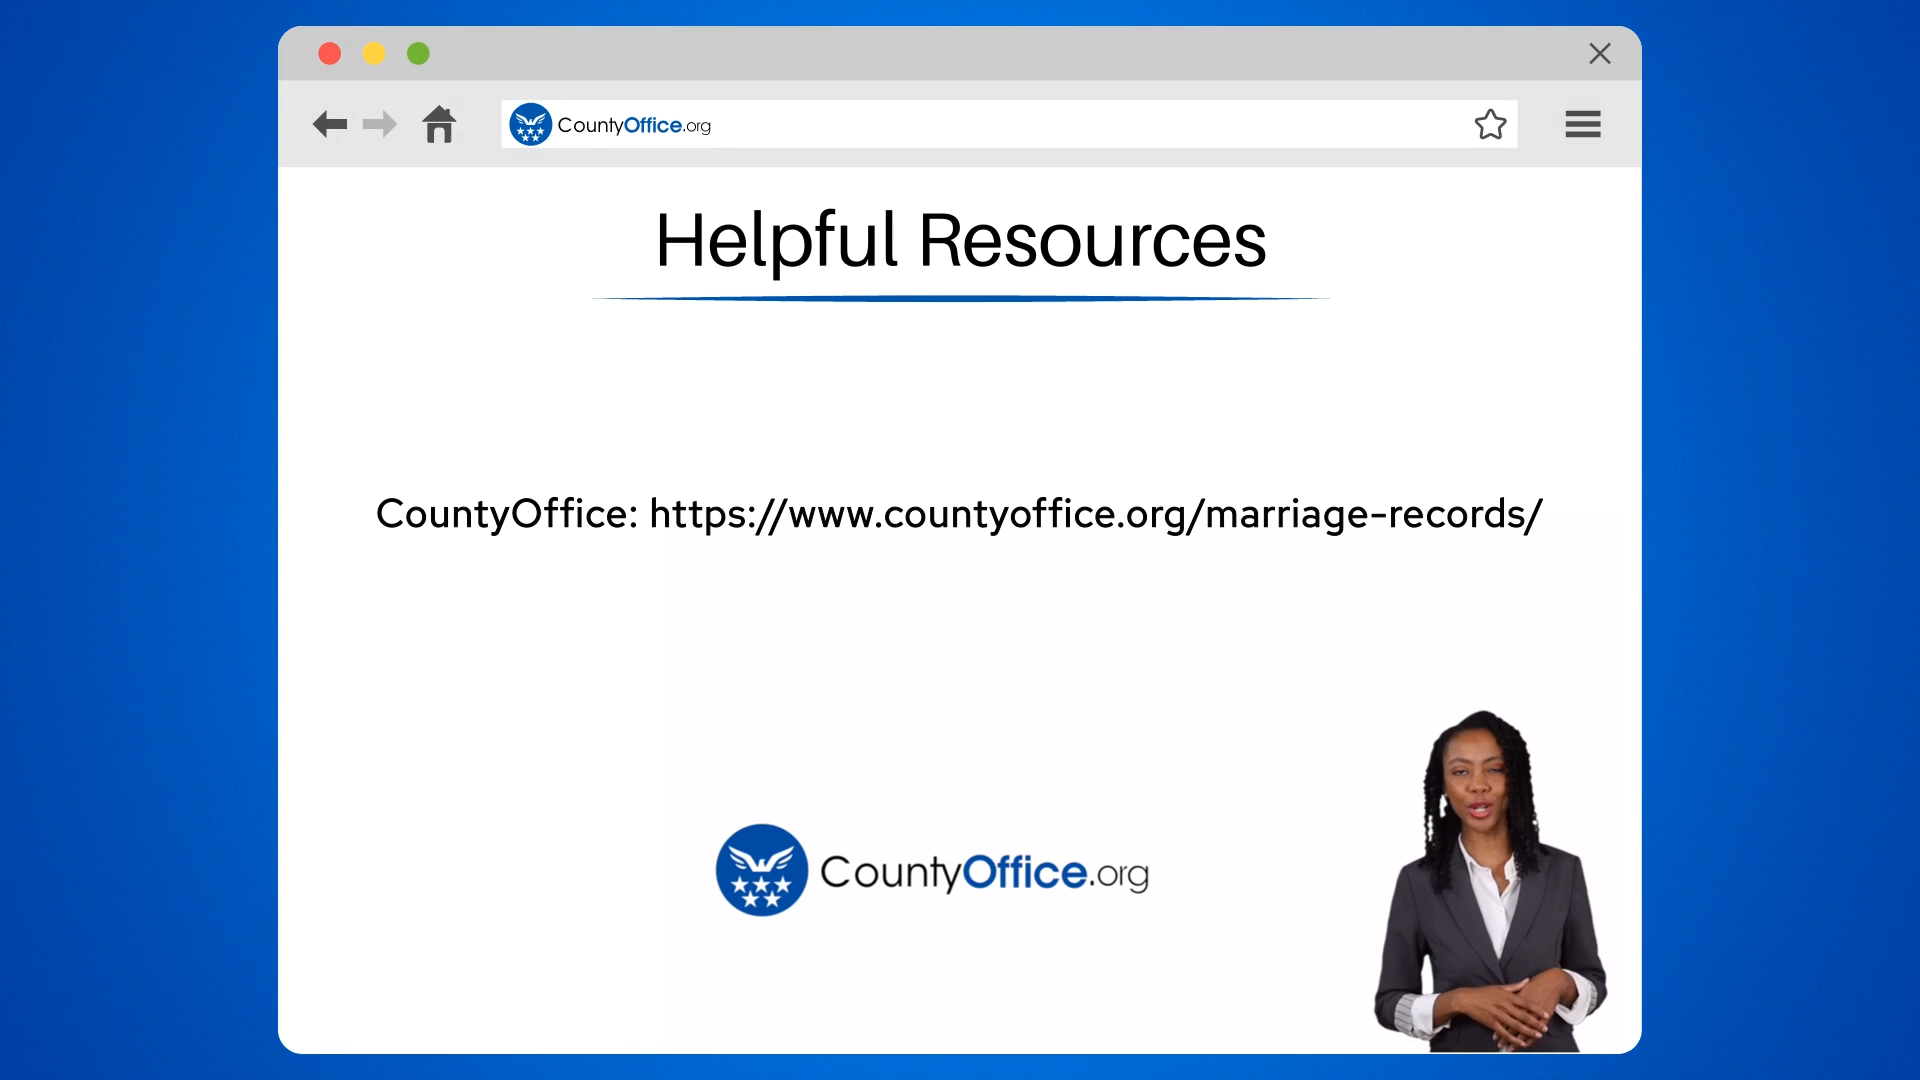 CountyOffice.org
Helpful Resources
CountyOffice: https://www.countyoffice.org/marriage-records/
CountyOffice.org